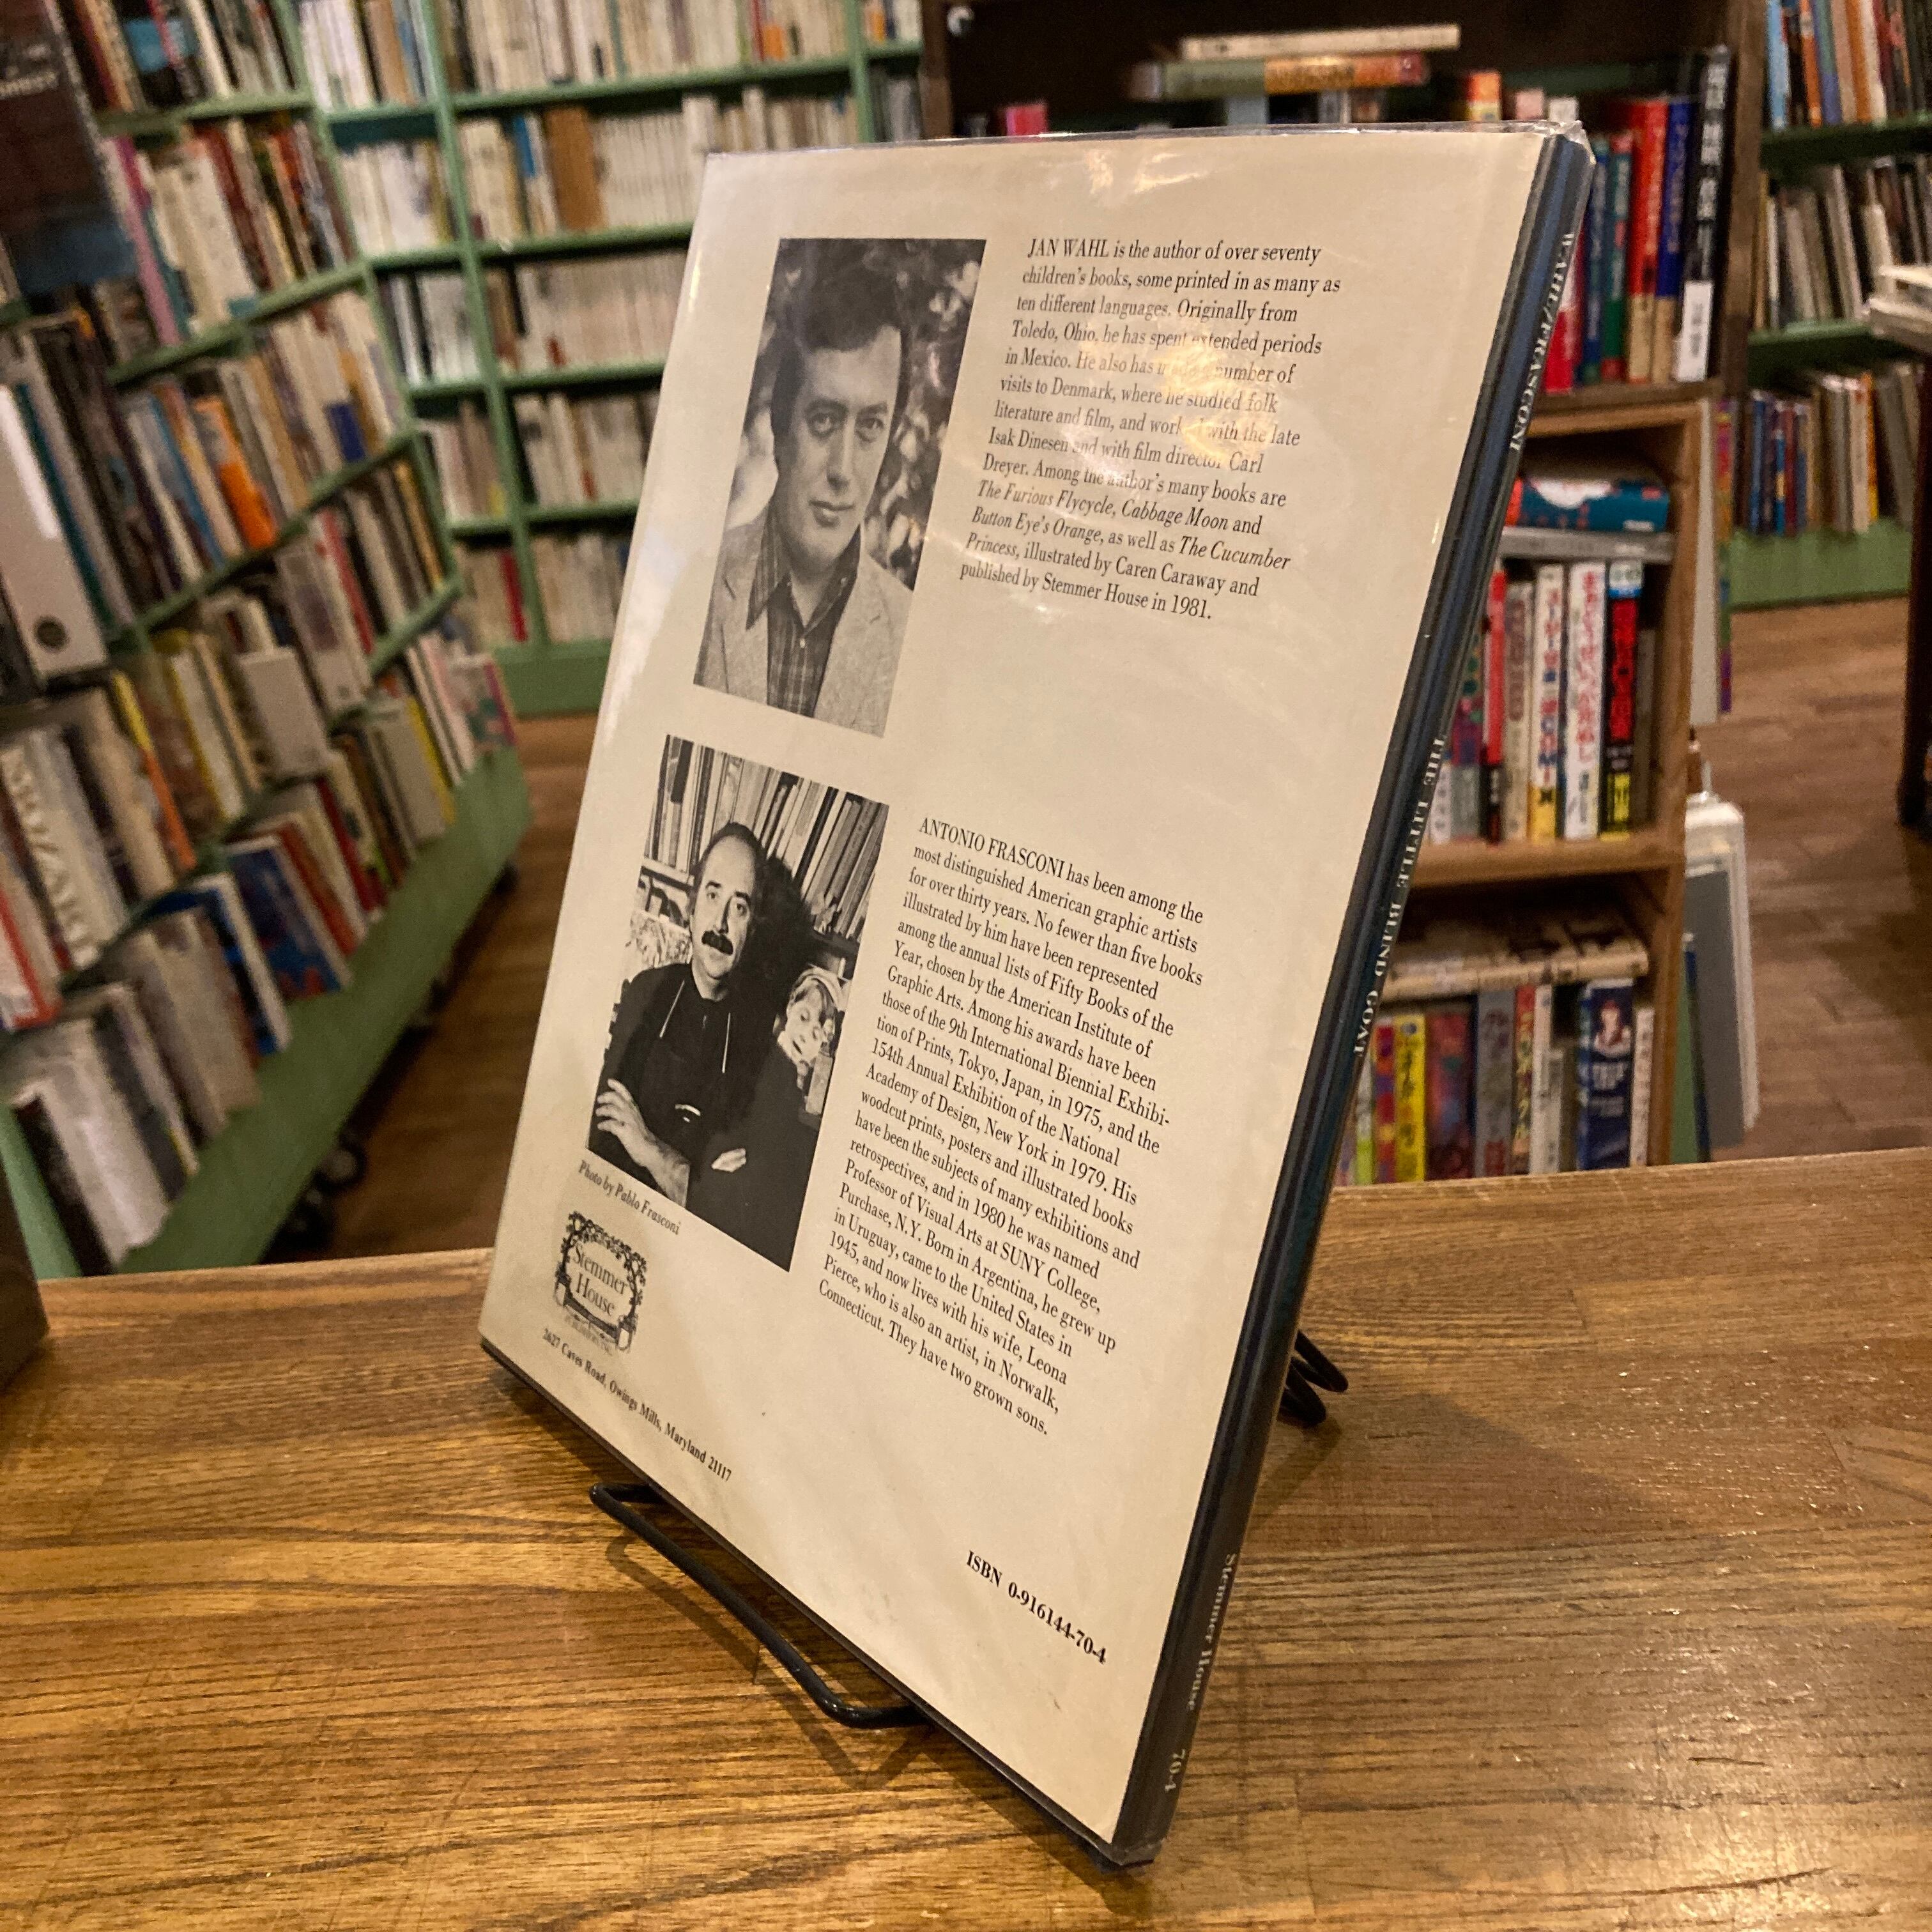 JAN WAHL is the author of over seventy
children's books, some printed in as many as
ten different languages. Originally from
Toledo, Ohio, he has spent extended periods
in Mexico. He also has number of
visits to Denmark, where he studied folk
literature and film, and worked with the late
Isak Dinesen and with film director Carl
Dreyer. Among the author's many books are
The Furious Flycycle, Cabbage Moon and
Button Eye's Orange, as well as The Cucumber
Princess, illustrated by Caren Caraway and
published by Stemmer House in 1981.
ANTONIO FRASCONI has been among the
most distinguished American graphic artists
for over thirty years. No fewer than five books
illustrated by him have been represented
among the annual lists of Fifty Books of the
Year, chosen by the American Institute of
Graphic Arts. Among his awards have been
those of the 9th International Biennial Exhibi-
tion of Prints, Tokyo, Japan, in 1975, and the
154th Annual Exhibition of the National
Academy of Design, New York in 1979. His
woodcut prints, posters and illustrated books
have been the subjects of many exhibitions and
retrospectives, and in 1980 he was named
Professor of Visual Arts at SUNY College,
Purchase, N.Y. Born in Argentina, he grew up
in Uruguay, came to the United States in
1945, and now lives with his wife, Leona
Pierce, who is also an artist, in Norwalk,
Connecticut. They have two grown sons.
Photo by Pablo Frasconi
Stemmer
House
2627 Caves Road, Owings Mills, Maryland 21117
ISBN 0-916144-70-4
WAHL/FRASCONI
THE LITTLE BLIND GOAT
Stemmer House
70-4